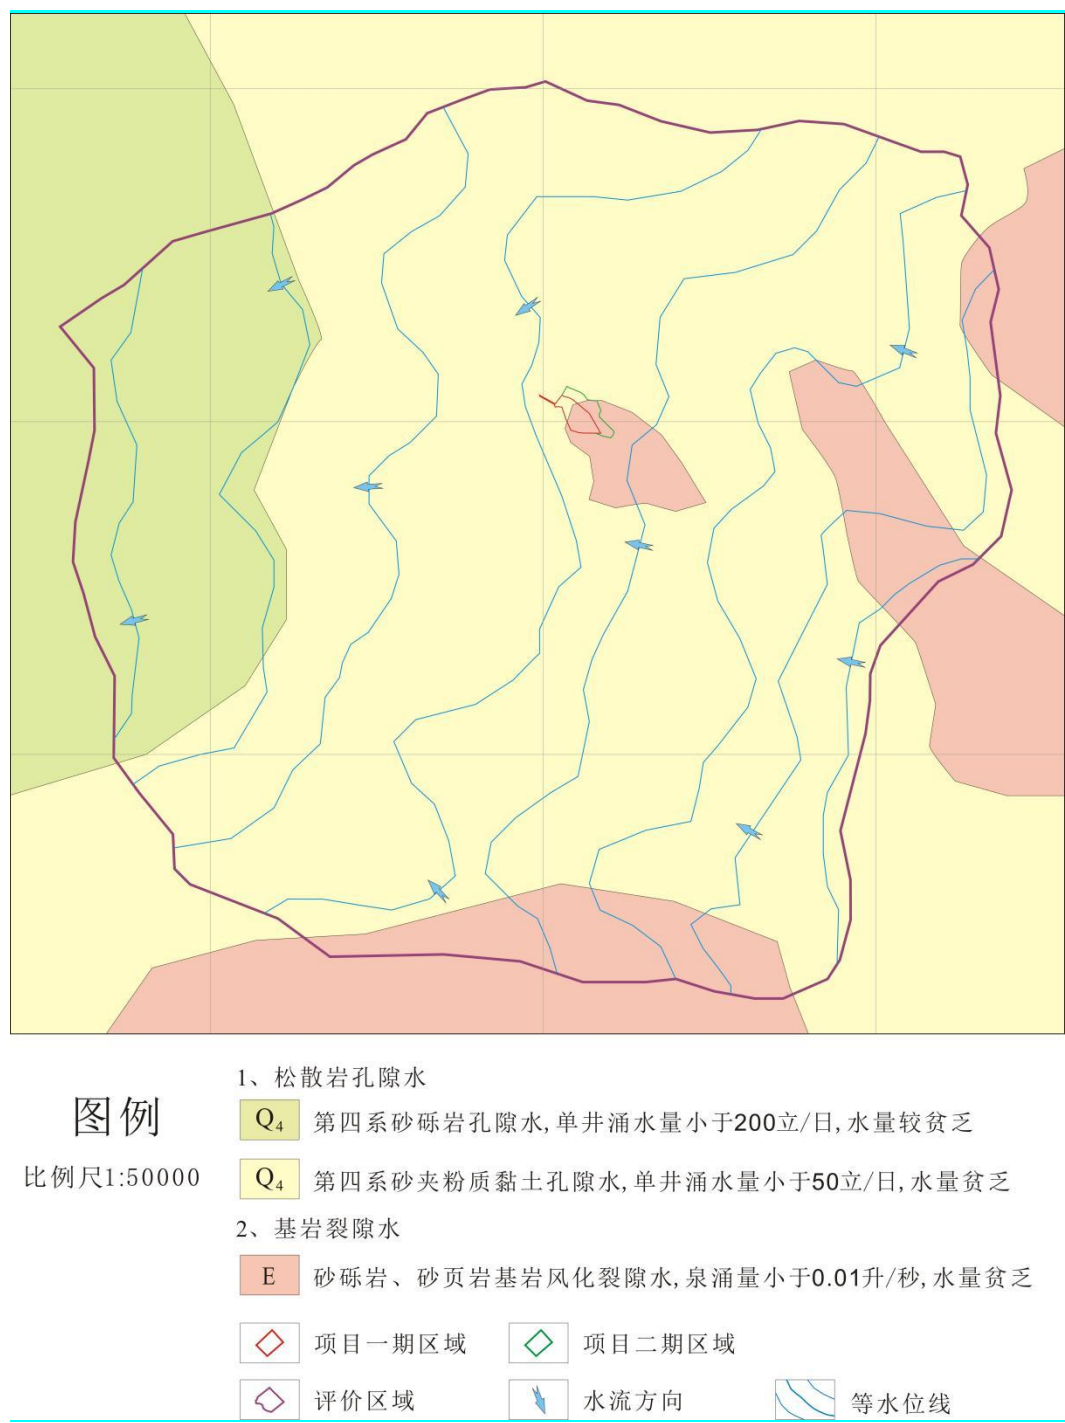 图例
比例尺1:50000
1、松散岩孔隙水
Q4 第四系砂砾岩孔隙水,单井涌水量小于200立/日,水量较贫乏
Q4 第四系砂夹粉质黏土孔隙水,单井涌水量小于50立/日,水量贫乏
2、基岩裂隙水
E 砂砾岩、砂页岩基岩风化裂隙水,泉涌量小于0.01升/秒,水量贫乏
项目一期区域 项目二期区域
评价区域 水流方向 等水位线